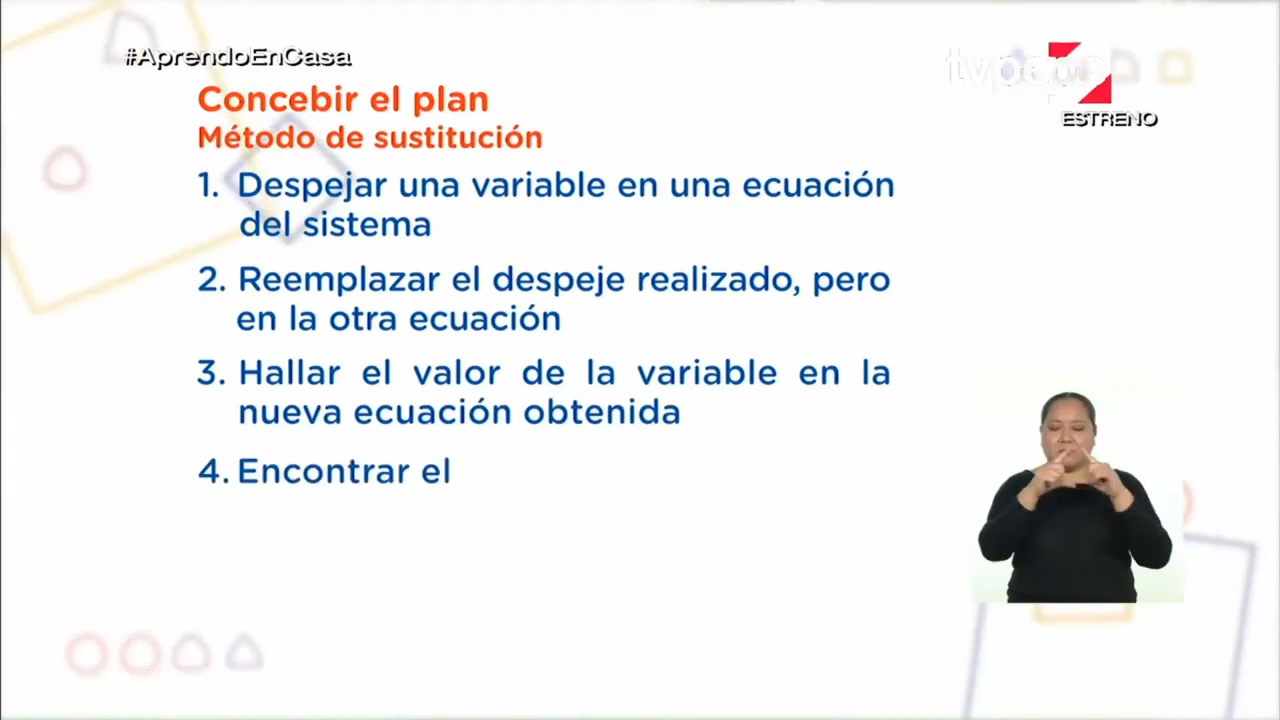 #AprendoEnCasa
tvperú
ESTRENO
Concebir el plan
Método de sustitución
1. Despejar una variable en una ecuación
del sistema
2. Reemplazar el despeje realizado, pero
en la otra ecuación
3. Hallar el valor de la variable en la
nueva ecuación obtenida
4. Encontrar el